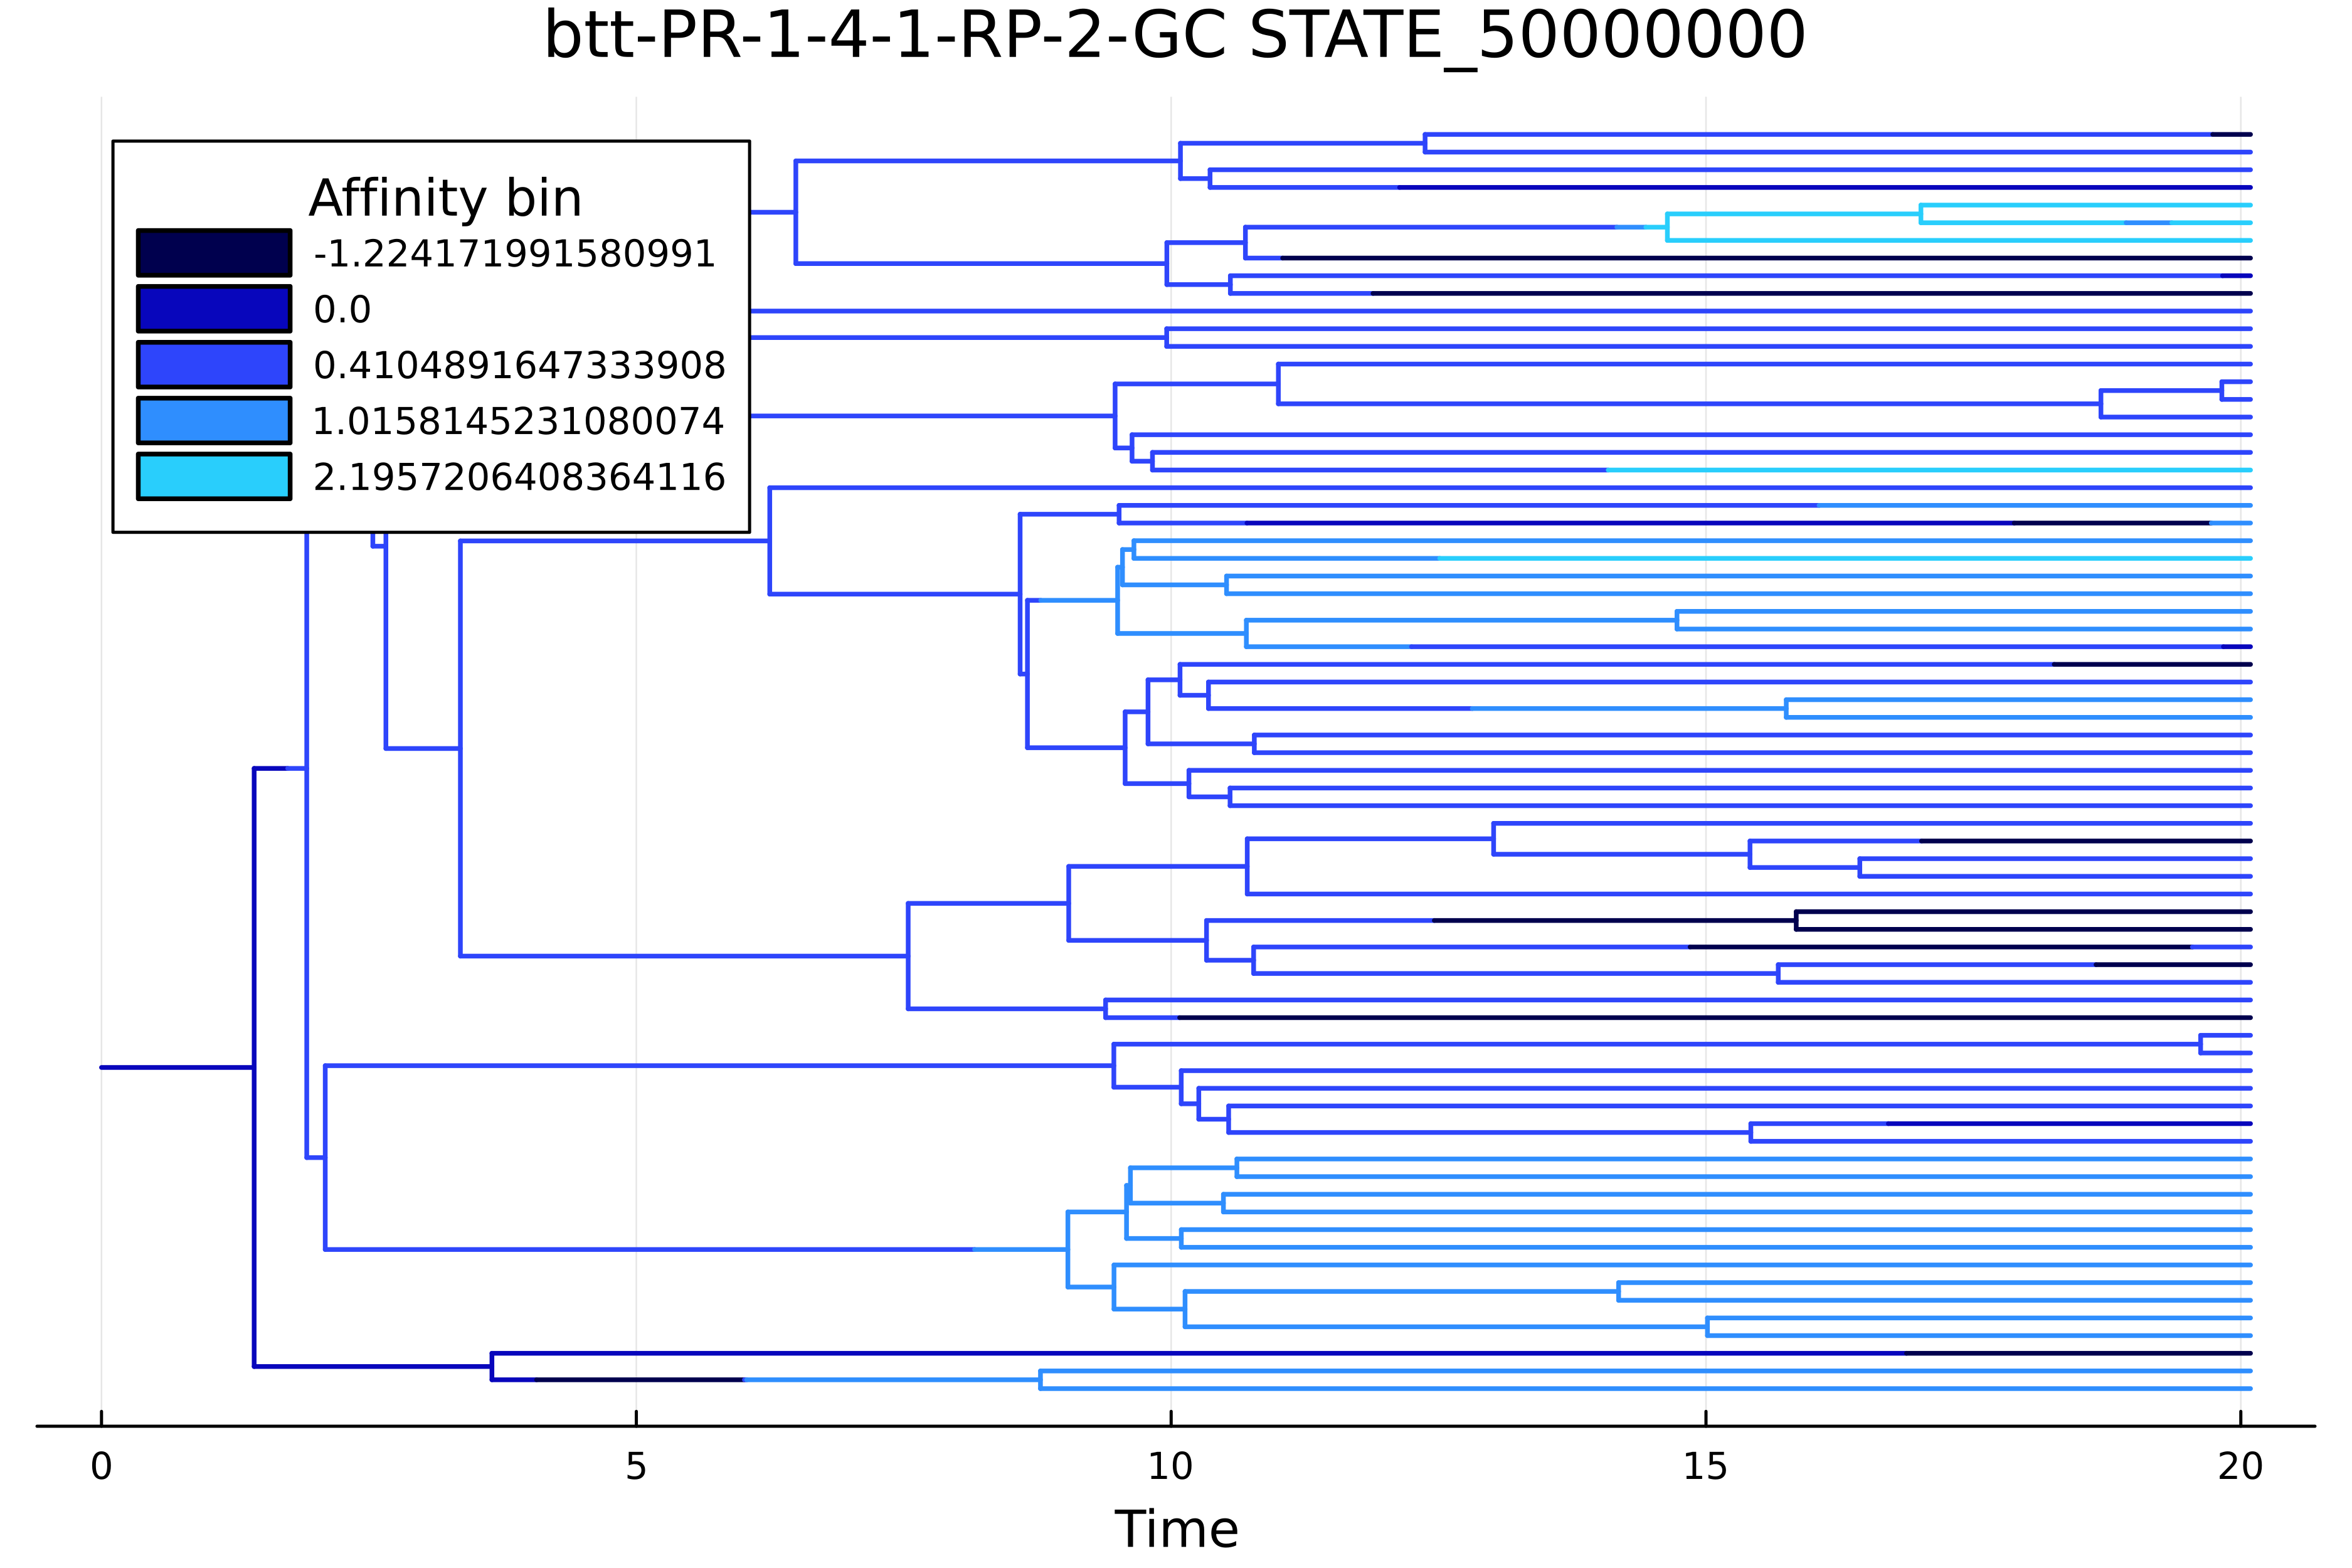 btt-PR-1-4-1-RP-2-GC STATE_50000000
Affinity bin
-1.224171991580991
0.0
0.4104891647333908
1.0158145231080074
2.1957206408364116
0 5 10 15 20
Time